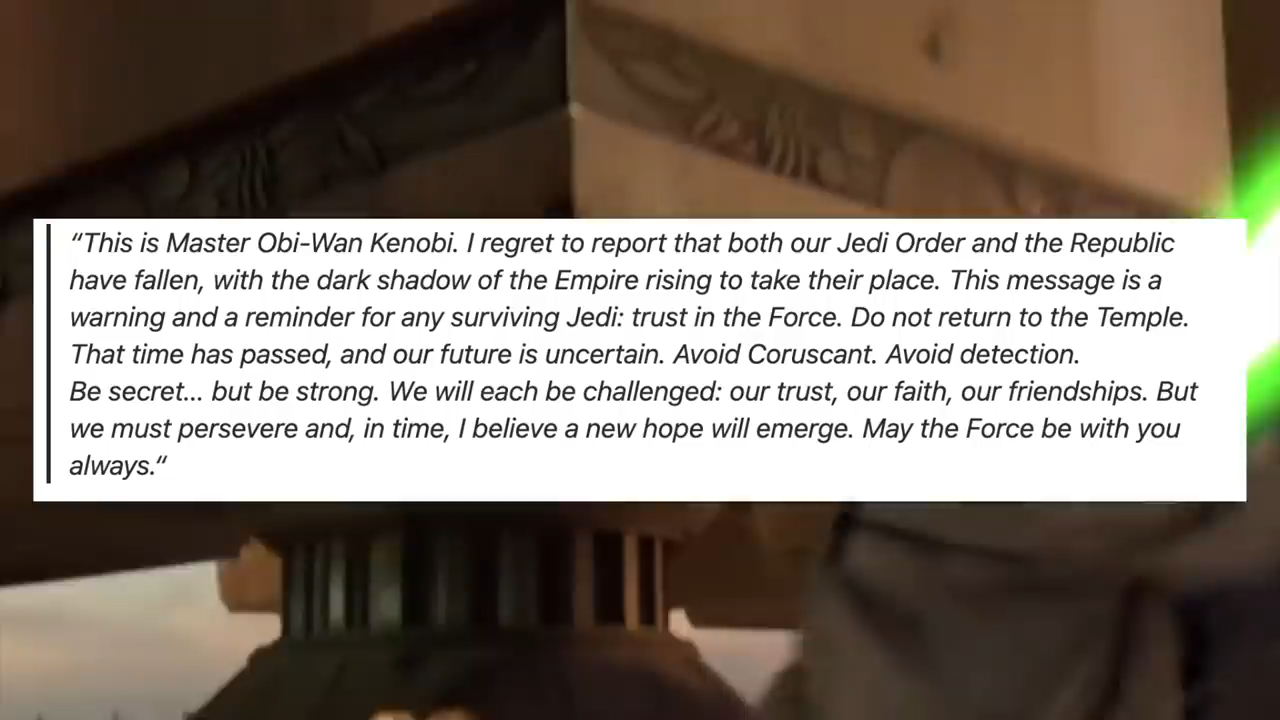 “This is Master Obi-Wan Kenobi. I regret to report that both our Jedi Order and the Republic
have fallen, with the dark shadow of the Empire rising to take their place. This message is a
warning and a reminder for any surviving Jedi: trust in the Force. Do not return to the Temple.
That time has passed, and our future is uncertain. Avoid Coruscant. Avoid detection.
Be secret... but be strong. We will each be challenged: our trust, our faith, our friendships. But
we must persevere and, in time, I believe a new hope will emerge. May the Force be with you
always.“